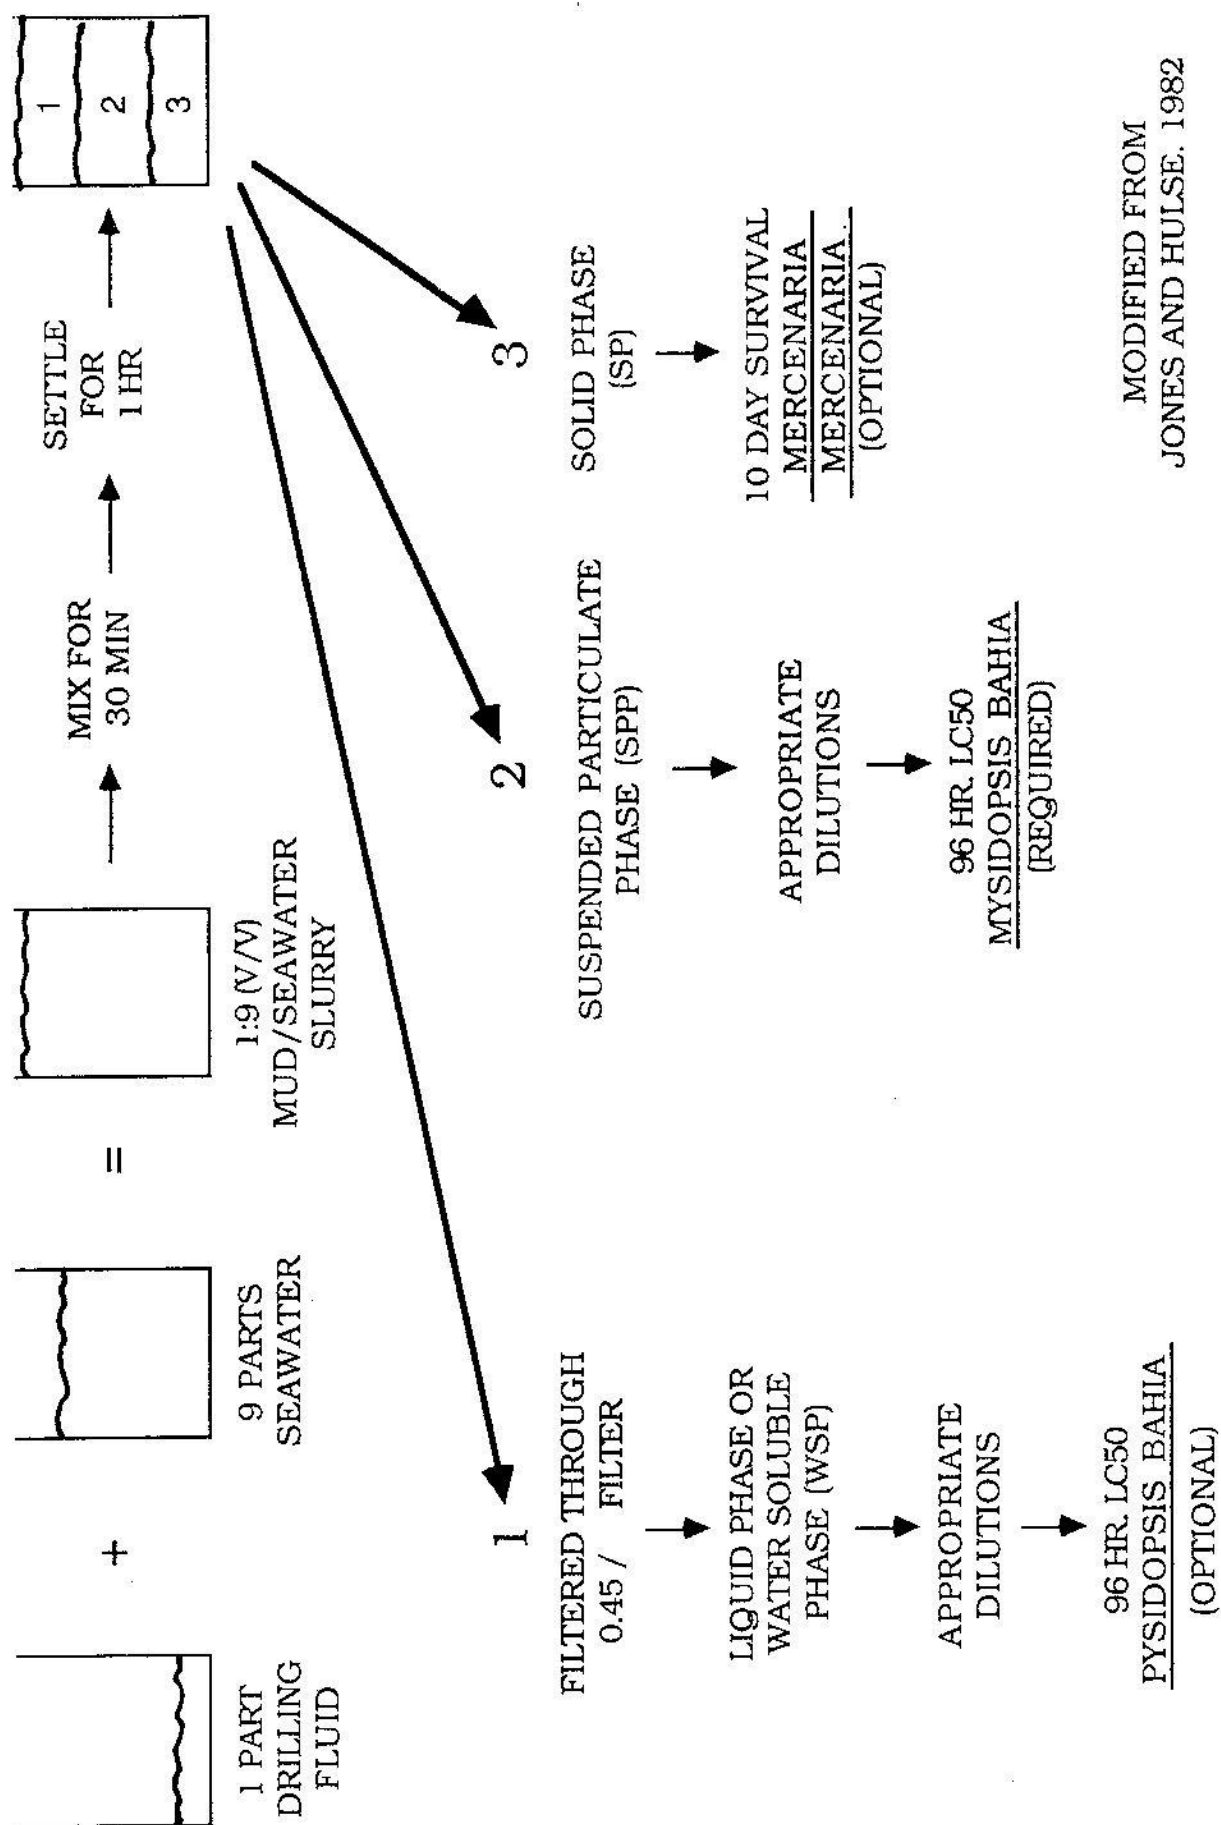 1 PART
DRILLING
FLUID
+
9 PARTS
SEAWATER
=
1:9 (V/V)
MUD/SEAWATER
SLURRY
MIX FOR
30 MIN
SETTLE
FOR
1 HR
1
2
3
1
FILTERED THROUGH
0.45 / FILTER
LIQUID PHASE OR
WATER SOLUBLE
PHASE (WSP)
APPROPRIATE
DILUTIONS
96 HR. LC50
PYSIDOPSIS BAHIA
(OPTIONAL)
2
SUSPENDED PARTICULATE
PHASE (SPP)
APPROPRIATE
DILUTIONS
96 HR. LC50
MYSIDOPSIS BAHIA
(REQUIRED)
3
SOLID PHASE
(SP)
10 DAY SURVIVAL
MERCENARIA
MERCENARIA
(OPTIONAL)
MODIFIED FROM
JONES AND HULSE. 1982